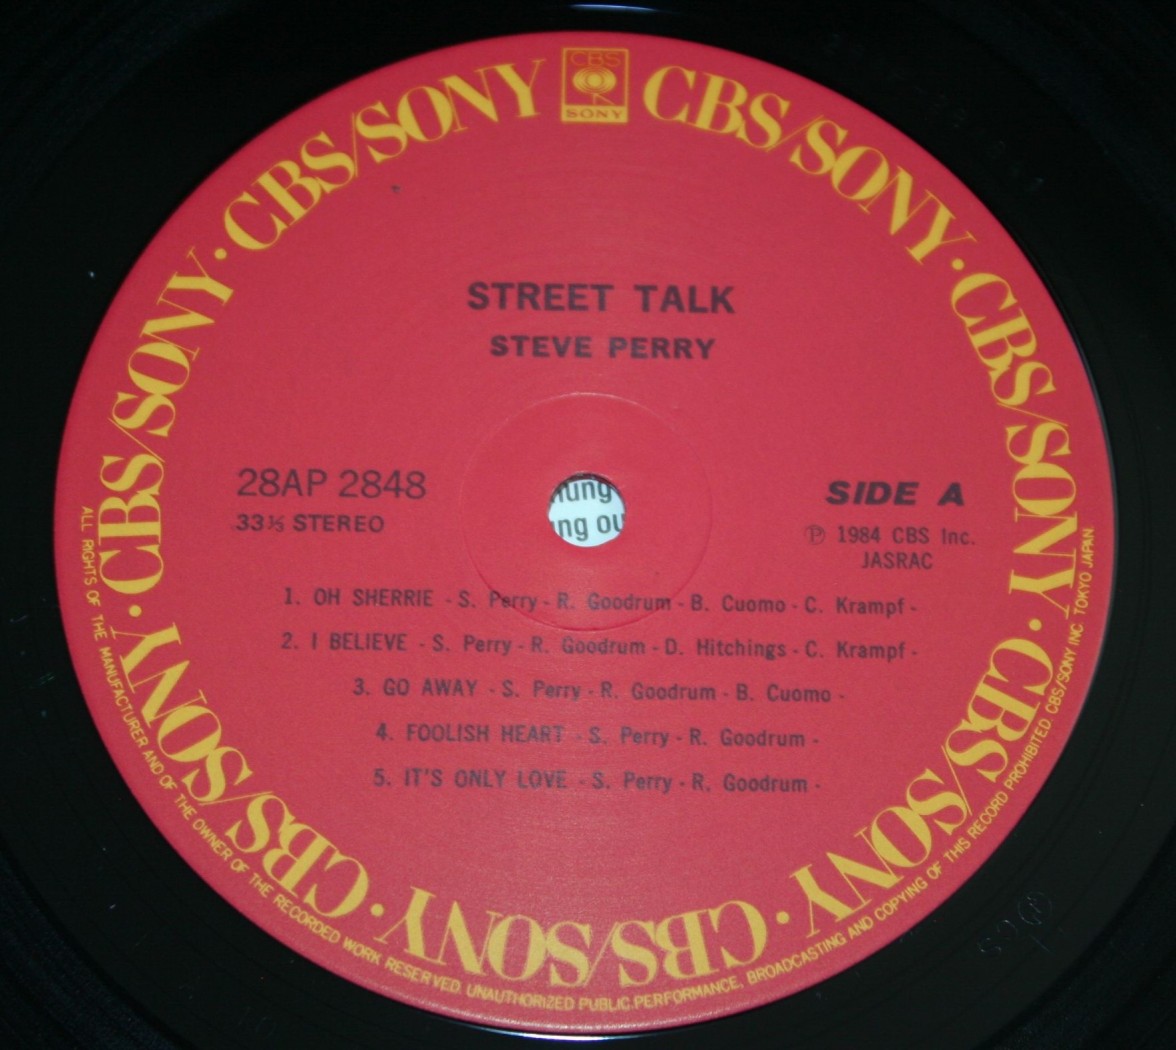 CBS
SONY
CBS/SONY · CBS/SONY · CBS/SONY · CBS/SONY · CBS/SONY · CBS/SONY · CBS/SONY
STREET TALK
STEVE PERRY
28AP 2848
33⅓ STEREO
SIDE A
Ⓟ 1984 CBS Inc.
JASRAC
ng
1. OH SHERRIE - S. Perry - R. Goodrum - B. Cuomo - C. Krampf -
2. I BELIEVE - S. Perry - R. Goodrum - D. Hitchings - C. Krampf -
3. GO AWAY - S. Perry - R. Goodrum - B. Cuomo -
4. FOOLISH HEART - S. Perry - R. Goodrum -
5. IT'S ONLY LOVE - S. Perry - R. Goodrum -
ALL RIGHTS OF THE MANUFACTURER AND OF THE OWNER OF THE RECORDED WORK RESERVED. UNAUTHORIZED PUBLIC PERFORMANCE, BROADCASTING AND COPYING OF THIS RECORD PROHIBITED. CBS/SONY INC. TOKYO JAPAN